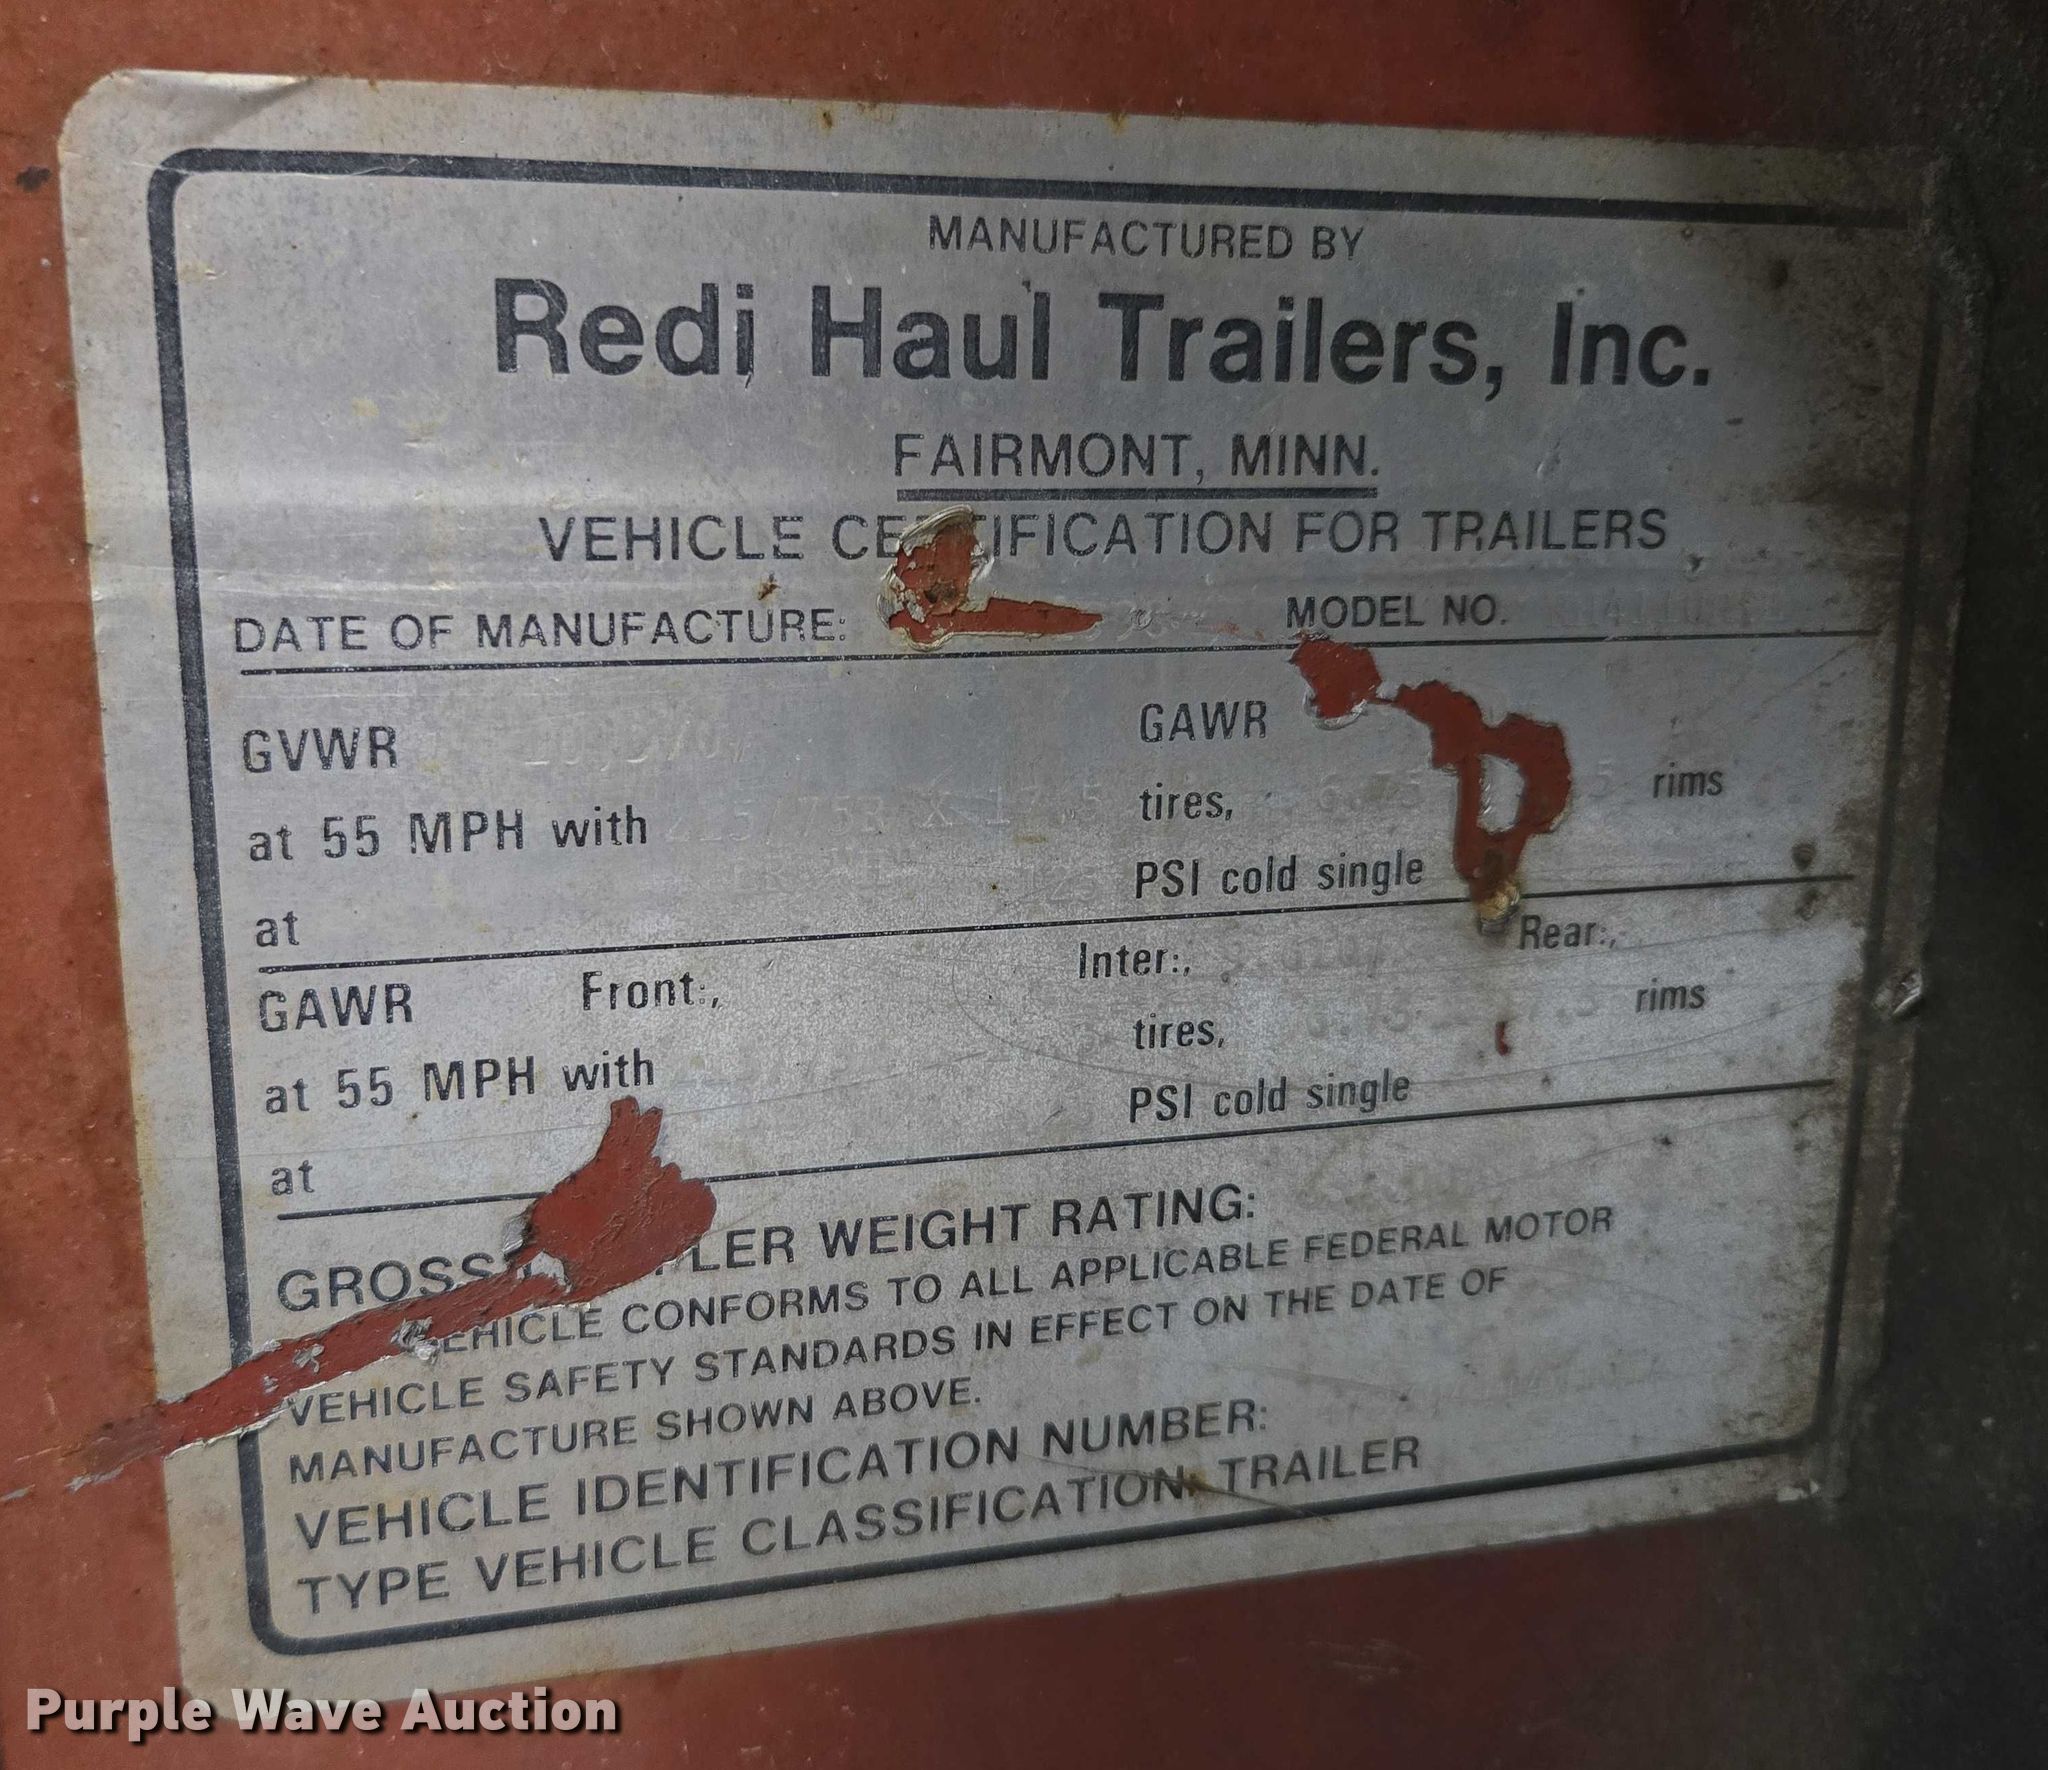 MANUFACTURED BY
Redi Haul Trailers, Inc.
FAIRMONT, MINN.
VEHICLE CERTIFICATION FOR TRAILERS
DATE OF MANUFACTURE: MODEL NO.
GVWR GAWR
at 55 MPH with tires, rims
at PSI cold single
GAWR Front:, Inter:, Rear:,
at 55 MPH with tires, rims
at PSI cold single
GROSS LER WEIGHT RATING:
EHICLE CONFORMS TO ALL APPLICABLE FEDERAL MOTOR
VEHICLE SAFETY STANDARDS IN EFFECT ON THE DATE OF
MANUFACTURE SHOWN ABOVE.
VEHICLE IDENTIFICATION NUMBER:
TYPE VEHICLE CLASSIFICATION: TRAILER
Purple Wave Auction